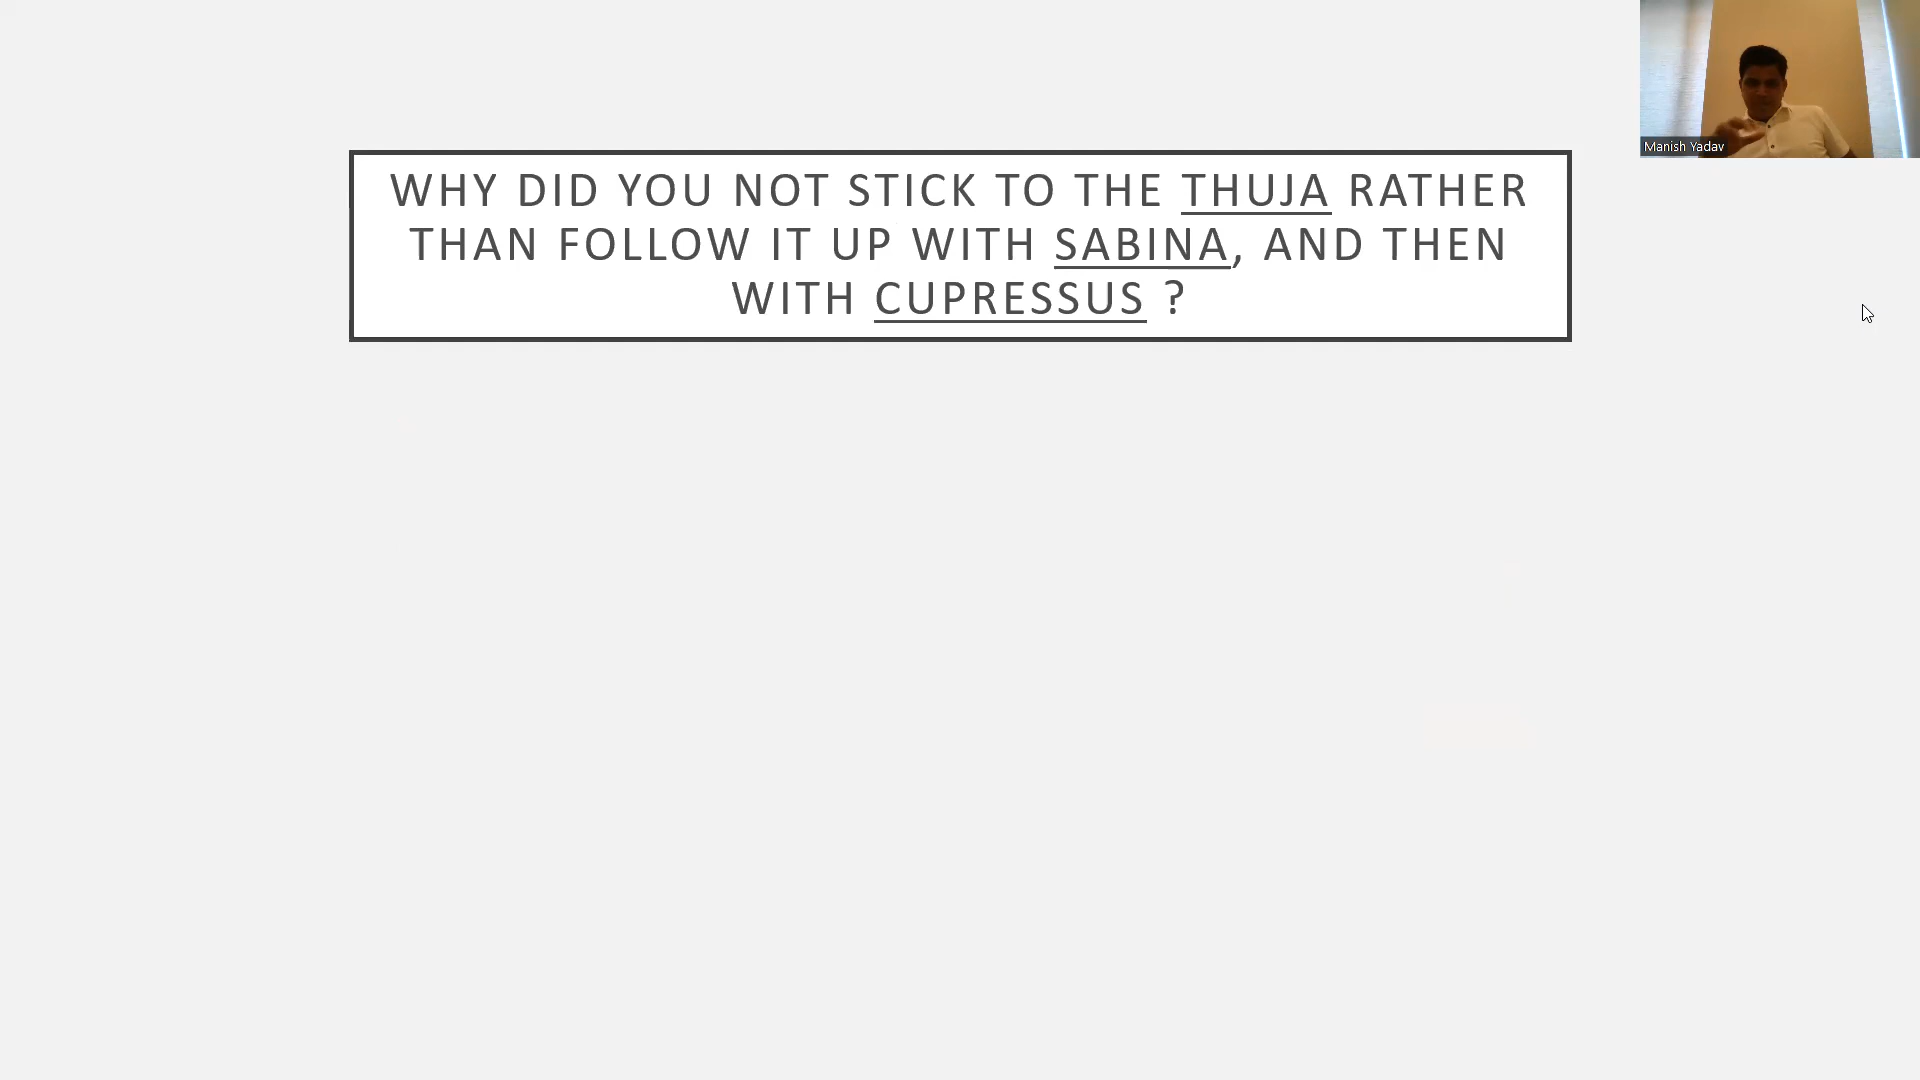 Manish Yadav
WHY DID YOU NOT STICK TO THE THUJA RATHER
THAN FOLLOW IT UP WITH SABINA, AND THEN
WITH CUPRESSUS ?